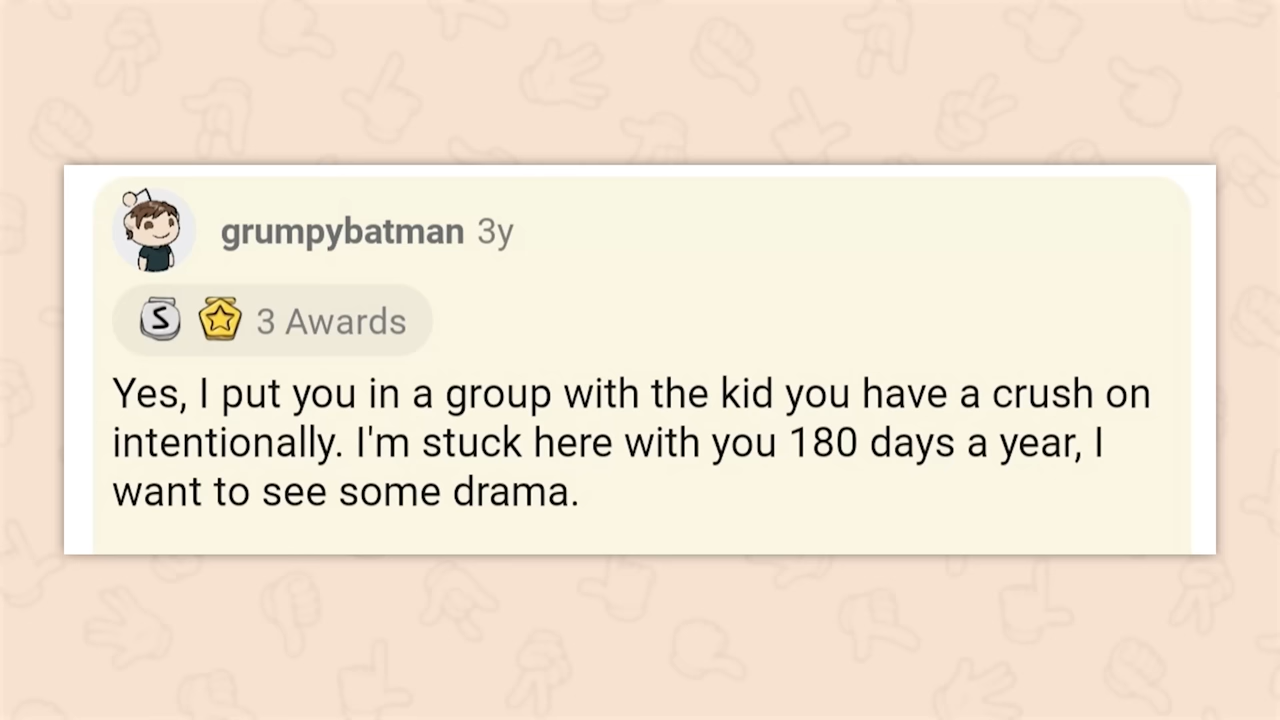 grumpybatman 3y
S 3 Awards
Yes, I put you in a group with the kid you have a crush on
intentionally. I'm stuck here with you 180 days a year, I
want to see some drama.